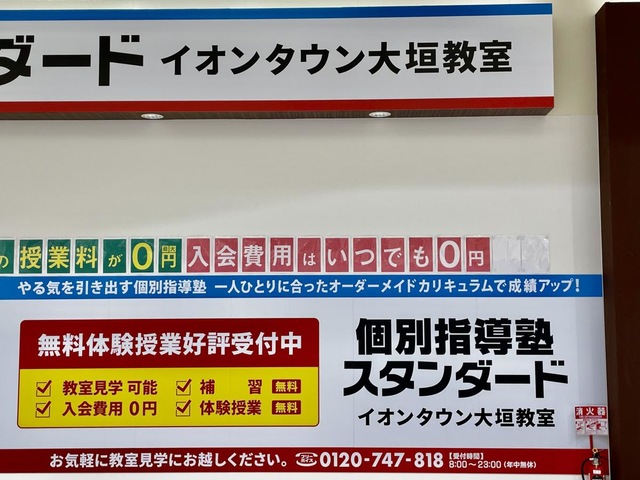 ダード イオンタウン大垣教室
の授業料が0円 入会費用はいつでも0円
やる気を引き出す個別指導塾 一人ひとりに合ったオーダーメイドカリキュラムで成績アップ!
無料体験授業好評受付中
教室見学 可能
補習 無料
入会費用 0円
体験授業 無料
個別指導塾
スタンダード
イオンタウン大垣教室
消火器
お気軽に教室見学にお越しください。 0120-747-818 【受付時間】 8:00~23:00(年中無休)